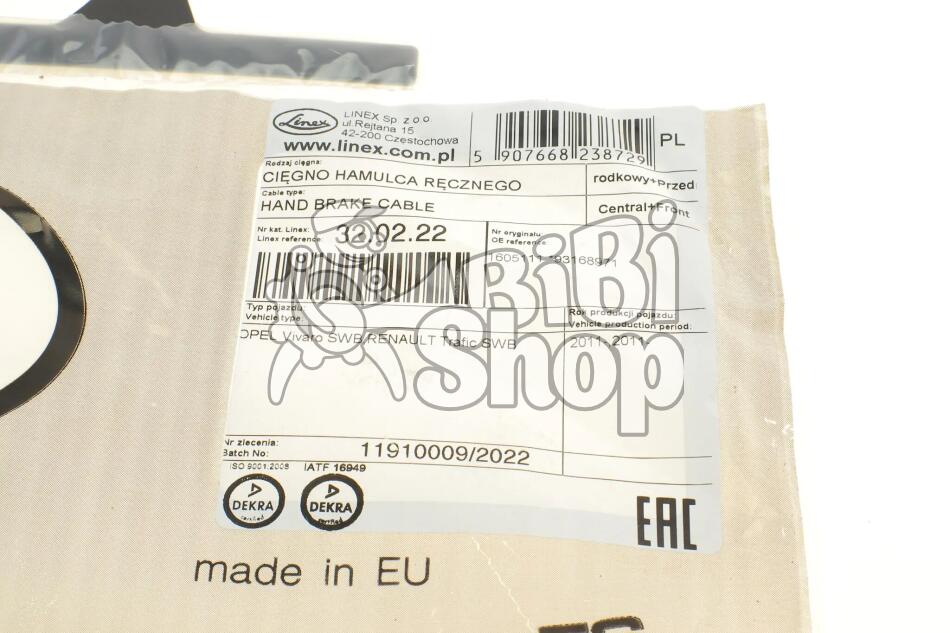 Linex
LINEX Sp. z o.o.
ul.Rejtana 15
42-200 Częstochowa
www.linex.com.pl
5 907668 238729
PL
Rodzaj cięgna:
CIĘGNO HAMULCA RĘCZNEGO
rodkowy+Przed
Cable type:
HAND BRAKE CABLE
Central+Front
Nr kat. Linex:
Linex reference:
32.02.22
Nr oryginału:
OE reference:
1605111 *93168971
BiBi
Shop
Typ pojazdu:
Vehicle type:
Rok produkcji pojazdu:
Vehicle production period:
OPEL Vivaro SWB,RENAULT Trafic SWB
2011-,2011-
Nr zlecenia:
Batch No:
11910009/2022
ISO 9001:2008
IATF 16949
DEKRA
certified
DEKRA
certified
EAC
made in EU